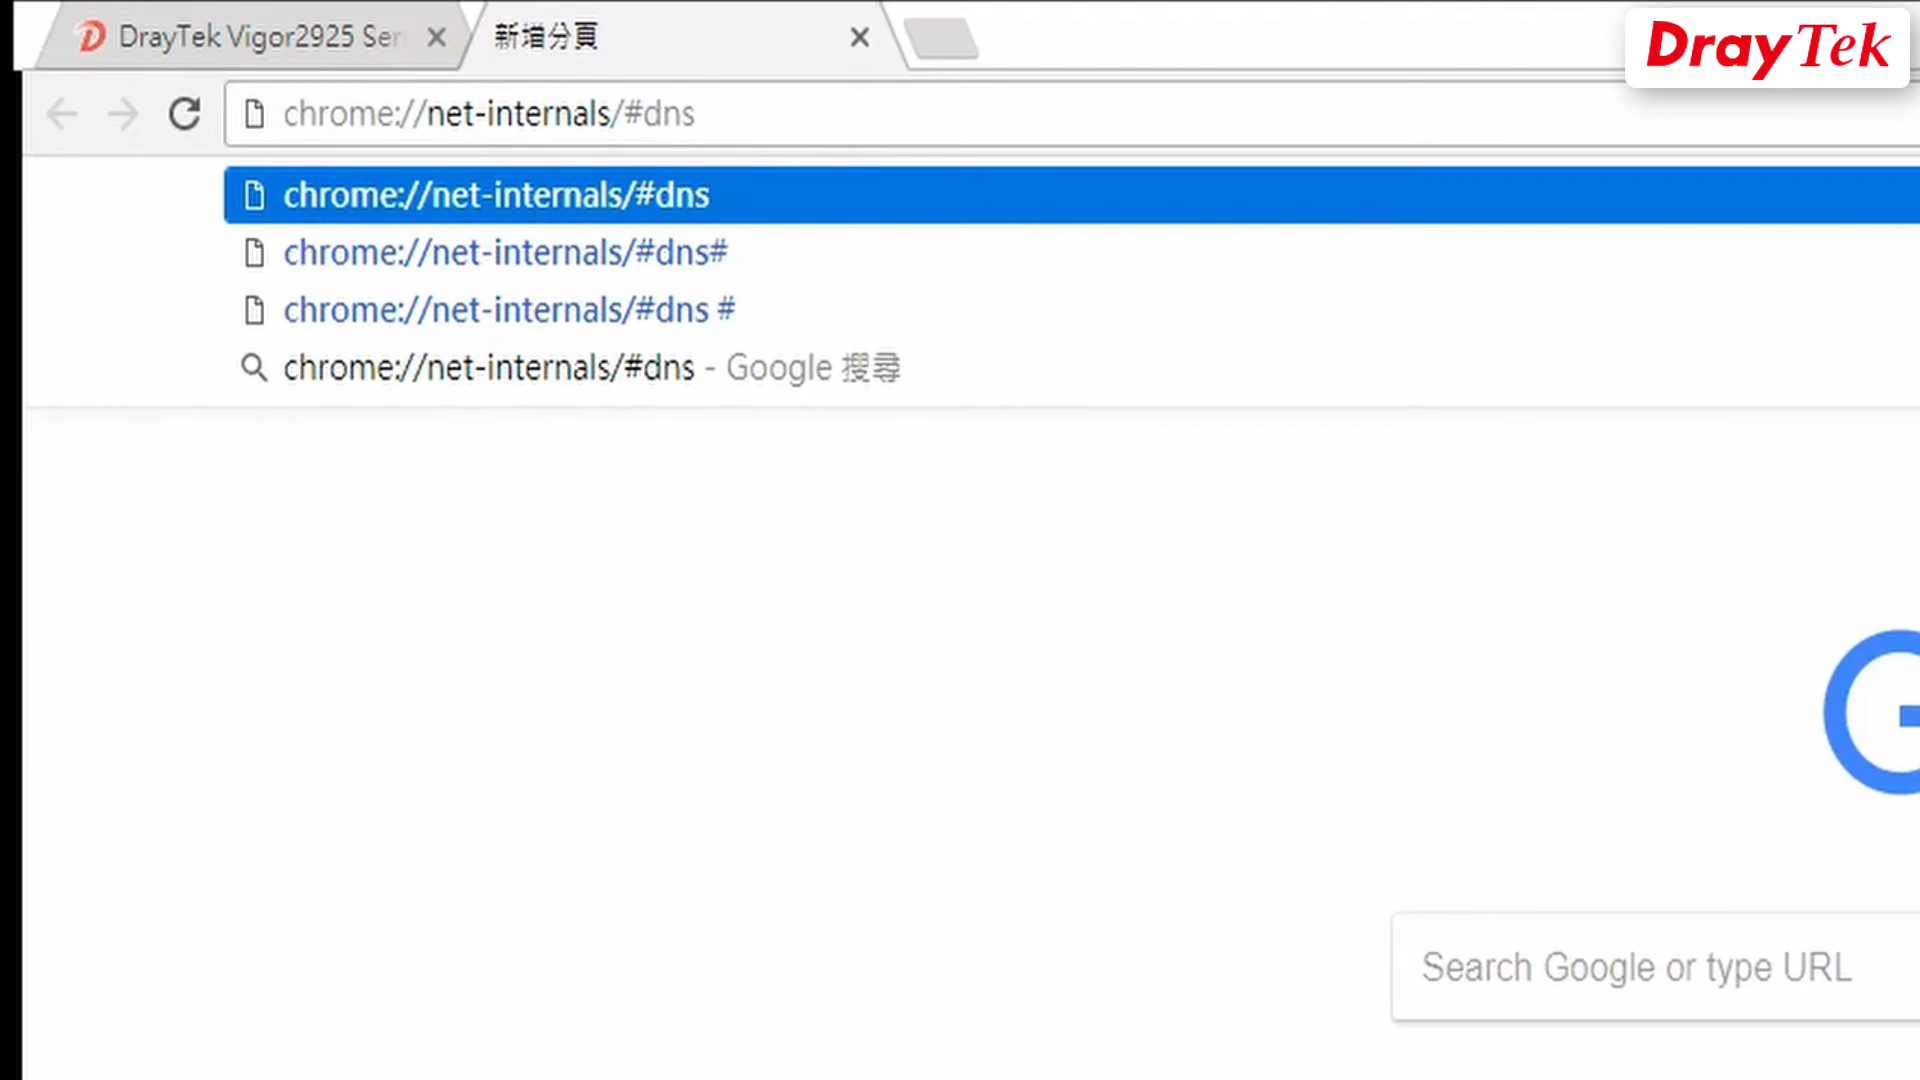 DrayTek Vigor2925 Ser
新增分頁
DrayTek
chrome://net-internals/#dns
chrome://net-internals/#dns
chrome://net-internals/#dns#
chrome://net-internals/#dns #
chrome://net-internals/#dns - Google 搜尋
G
Search Google or type URL